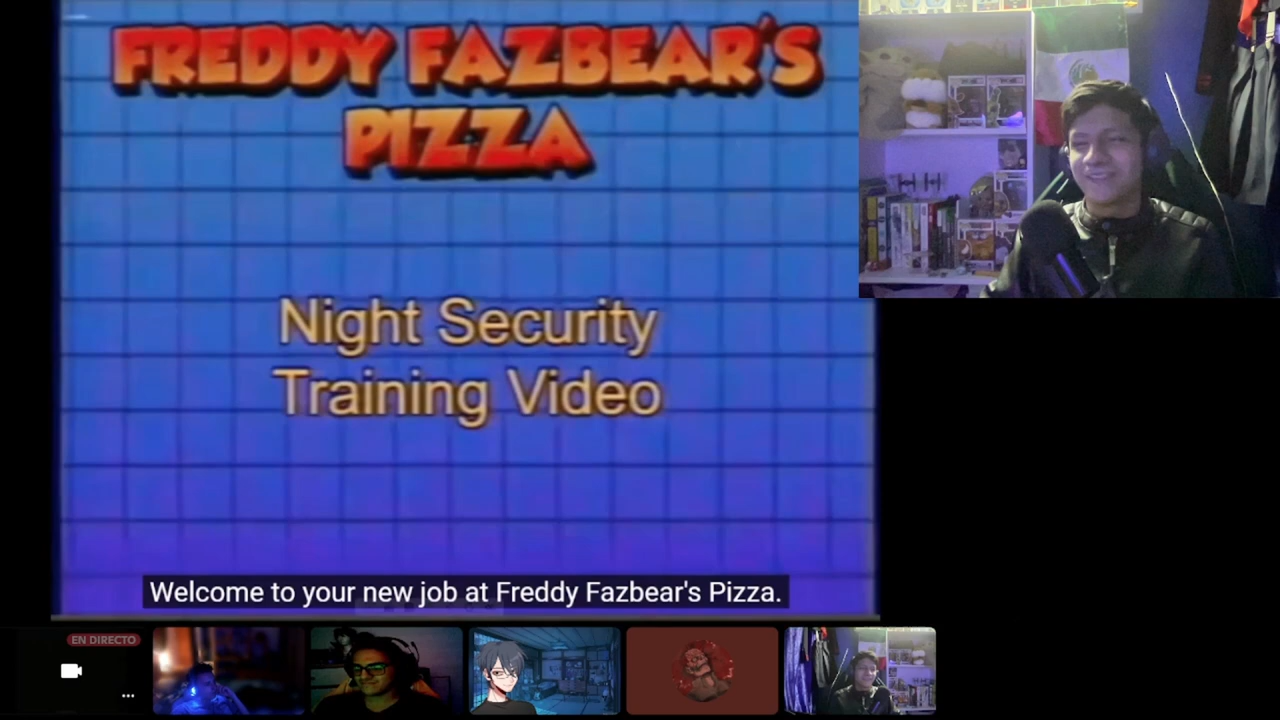 FREDDY FAZBEAR'S
PIZZA
Night Security
Training Video
Welcome to your new job at Freddy Fazbear's Pizza.
EN DIRECTO